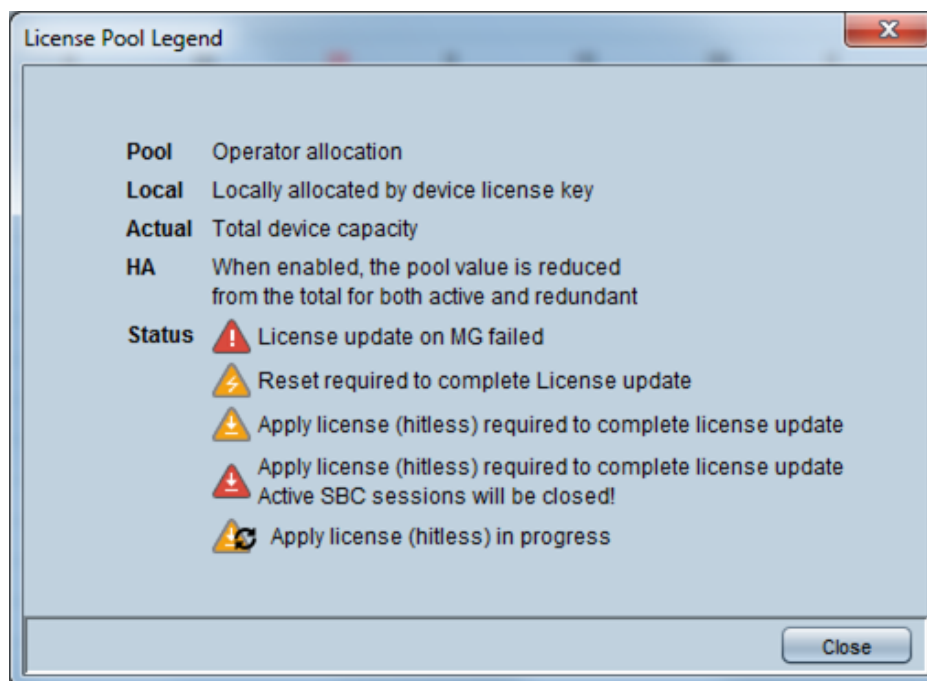 License Pool Legend
Pool Operator allocation
Local Locally allocated by device license key
Actual Total device capacity
HA When enabled, the pool value is reduced
from the total for both active and redundant
Status License update on MG failed
Reset required to complete License update
Apply license (hitless) required to complete license update
Apply license (hitless) required to complete license update
Active SBC sessions will be closed!
Apply license (hitless) in progress
Close